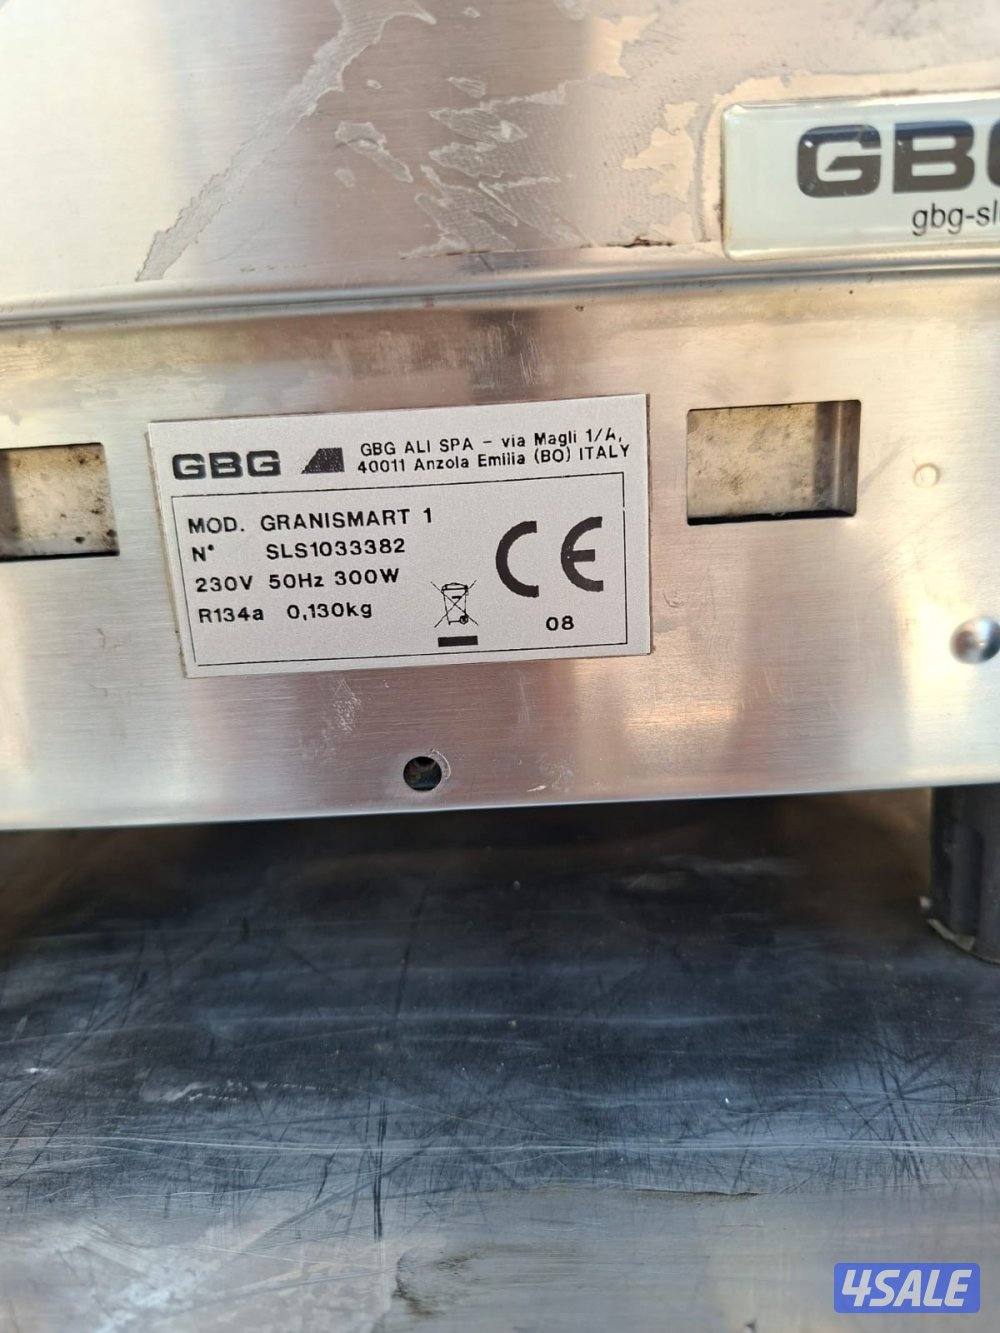 GBG
gbg-sl
GBG GBG ALI SPA - via Magli 1/A,
40011 Anzola Emilia (BO) ITALY
MOD. GRANISMART 1
N° SLS1033382
230V 50Hz 300W
R134a 0,130kg
CE
08
4SALE